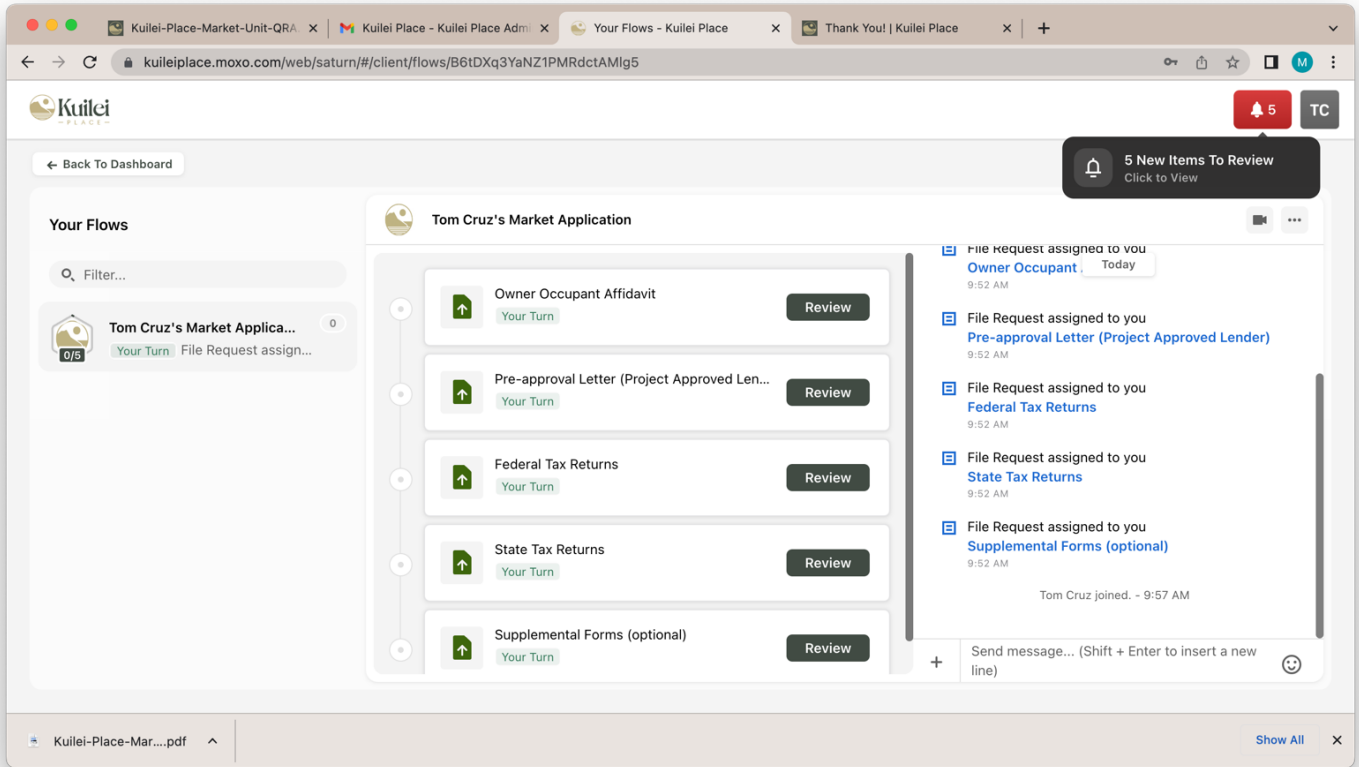 Kuilei-Place-Market-Unit-QRA
Kuilei Place - Kuilei Place Admi
Your Flows - Kuilei Place
Thank You! | Kuilei Place
kuileiplace.moxo.com/web/saturn/#/client/flows/B6tDXq3YaNZ1PMRdctAMlg5
M
Kuilei
PLACE
5
TC
Back To Dashboard
5 New Items To Review
Click to View
Your Flows
Filter...
Tom Cruz's Market Applica...
0
0/5
Your Turn File Request assign...
Tom Cruz's Market Application
Owner Occupant Affidavit
Your Turn
Review
Pre-approval Letter (Project Approved Len...
Your Turn
Review
Federal Tax Returns
Your Turn
Review
State Tax Returns
Your Turn
Review
Supplemental Forms (optional)
Your Turn
Review
File Request assigned to you
Owner Occupant
Today
9:52 AM
File Request assigned to you
Pre-approval Letter (Project Approved Lender)
9:52 AM
File Request assigned to you
Federal Tax Returns
9:52 AM
File Request assigned to you
State Tax Returns
9:52 AM
File Request assigned to you
Supplemental Forms (optional)
9:52 AM
Tom Cruz joined. - 9:57 AM
Send message... (Shift + Enter to insert a new
line)
Kuilei-Place-Mar....pdf
Show All